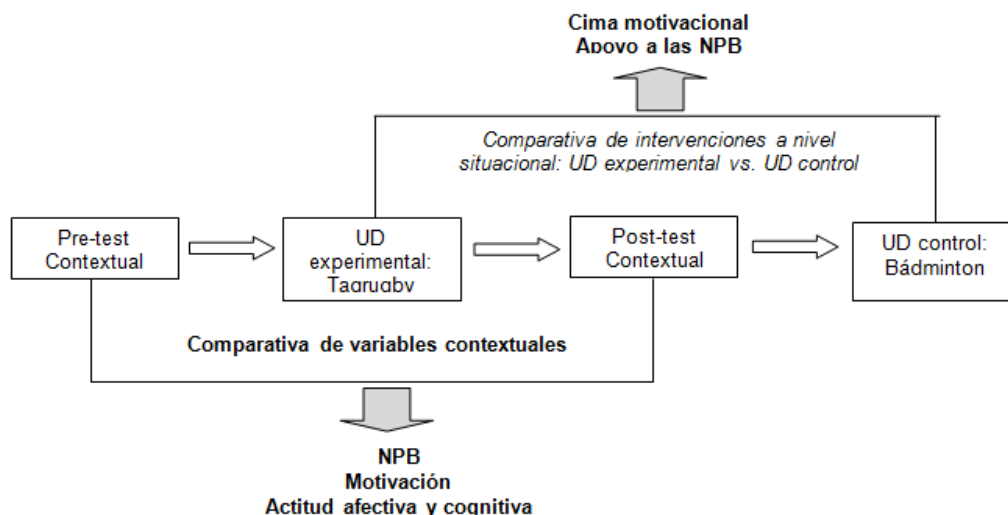 Cima motivacional
Apoyo a las NPB
Comparativa de intervenciones a nivel
situacional: UD experimental vs. UD control
Pre-test
Contextual
UD
experimental:
Tagrugby
Post-test
Contextual
UD control:
Bádminton
Comparativa de variables contextuales
NPB
Motivación
Actitud afectiva y cognitiva